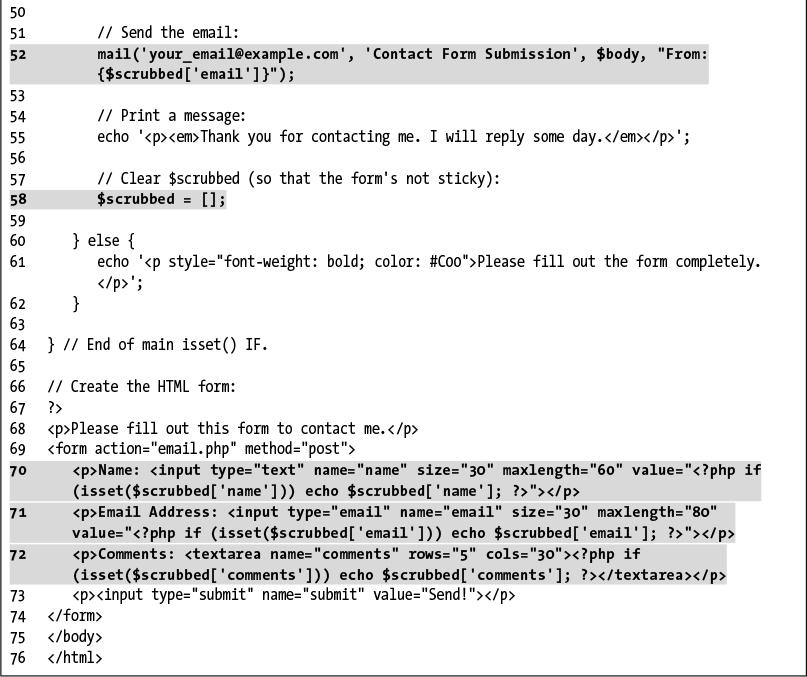 50
51 // Send the email:
52 mail('your_email@example.com', 'Contact Form Submission', $body, "From:
{$scrubbed['email']}");
53
54 // Print a message:
55 echo '<p><em>Thank you for contacting me. I will reply some day.</em></p>';
56
57 // Clear $scrubbed (so that the form's not sticky):
58 $scrubbed = [];
59
60 } else {
61 echo '<p style="font-weight: bold; color: #C00">Please fill out the form completely.
</p>';
62 }
63
64 } // End of main isset() IF.
65
66 // Create the HTML form:
67 ?>
68 <p>Please fill out this form to contact me.</p>
69 <form action="email.php" method="post">
70 <p>Name: <input type="text" name="name" size="30" maxlength="60" value="<?php if
(isset($scrubbed['name'])) echo $scrubbed['name']; ?>"></p>
71 <p>Email Address: <input type="email" name="email" size="30" maxlength="80"
value="<?php if (isset($scrubbed['email'])) echo $scrubbed['email']; ?>"></p>
72 <p>Comments: <textarea name="comments" rows="5" cols="30"><?php if
(isset($scrubbed['comments'])) echo $scrubbed['comments']; ?></textarea></p>
73 <p><input type="submit" name="submit" value="Send!"></p>
74 </form>
75 </body>
76 </html>